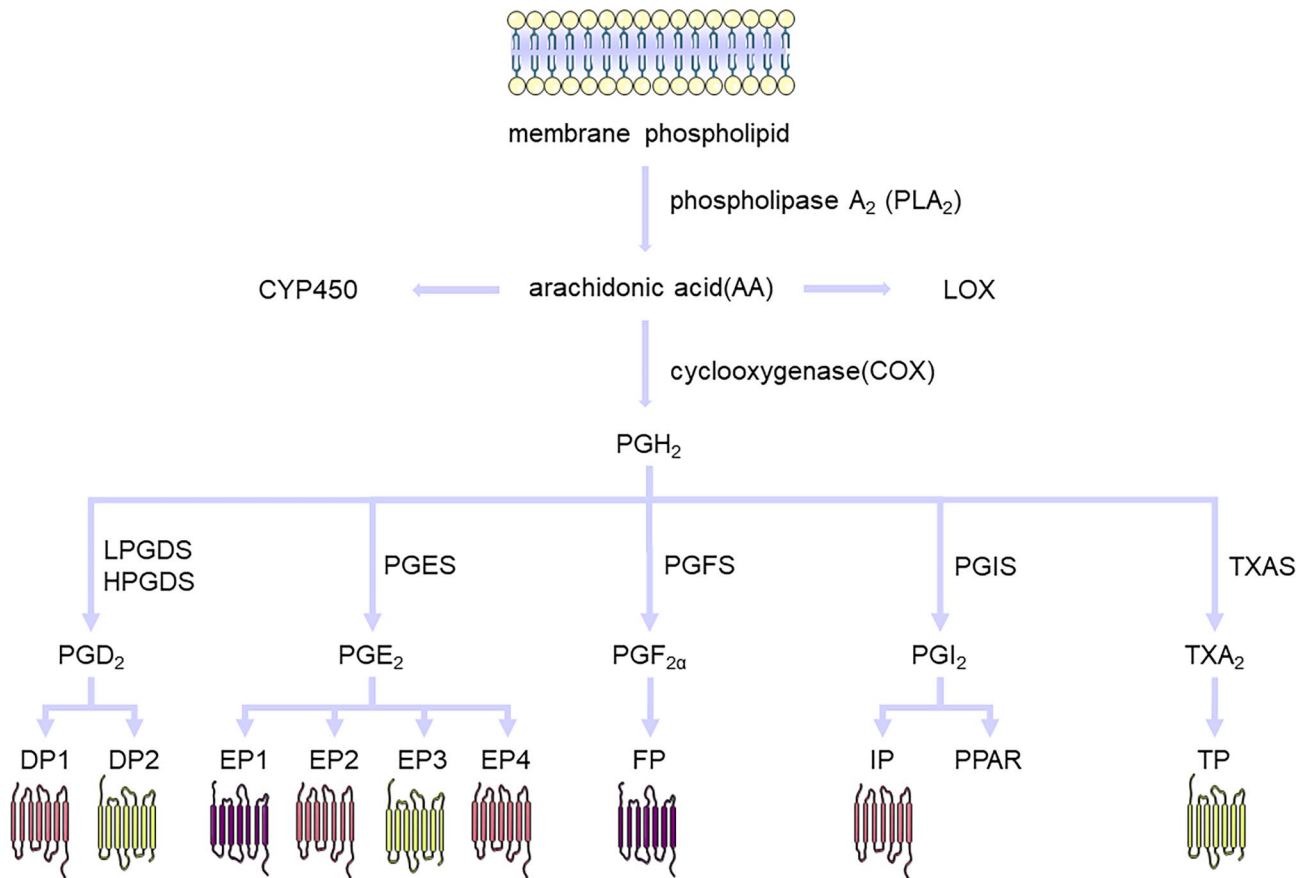 membrane phospholipid
phospholipase A₂ (PLA₂)
CYP450
arachidonic acid(AA)
LOX
cyclooxygenase(COX)
PGH₂
LPGDS
HPGDS
PGES
PGFS
PGIS
TXAS
PGD₂
PGE₂
PGF₂α
PGI₂
TXA₂
DP1
DP2
EP1
EP2
EP3
EP4
FP
IP
PPAR
TP